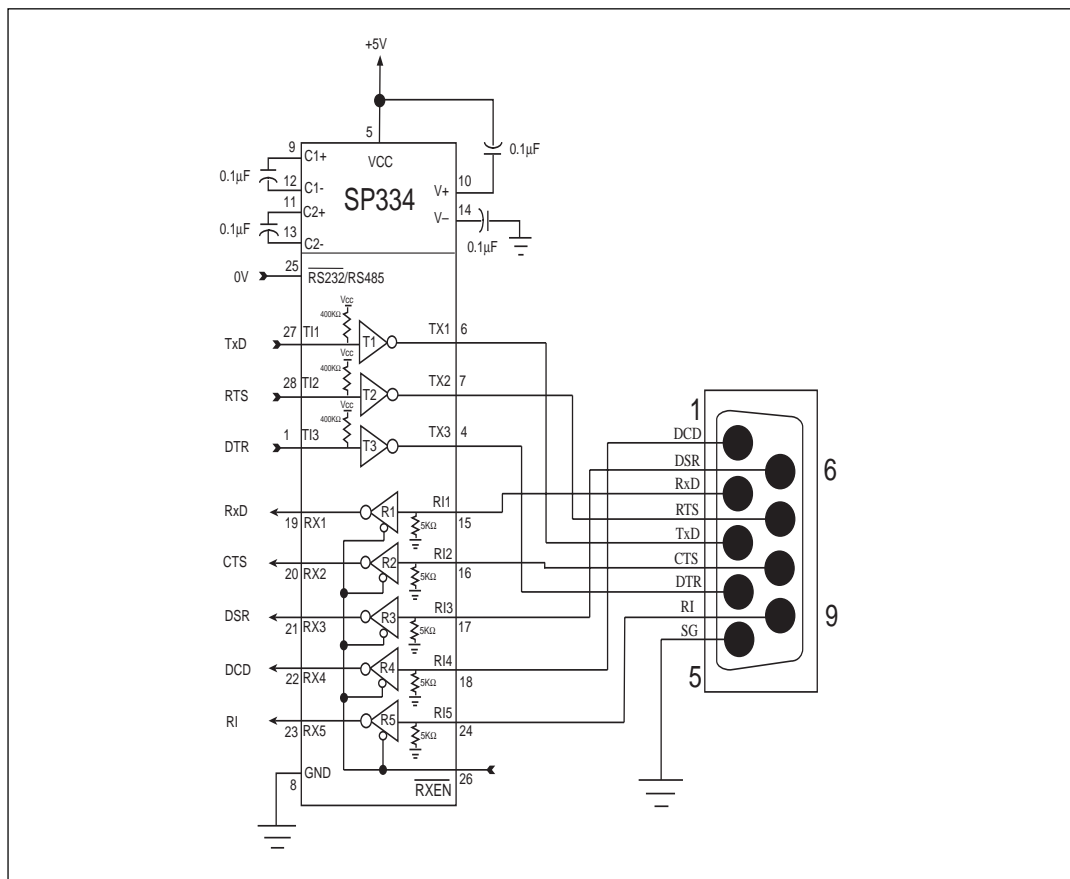 +5V
5
VCC
SP334
9 C1+
0.1µF
12 C1-
11 C2+
0.1µF
13 C2-
10
V+
0.1µF
14
V–
0.1µF
25
0V
RS232/RS485
Vcc
400KΩ
TxD 27 TI1 T1 TX1 6
Vcc
400KΩ
RTS 28 TI2 T2 TX2 7
Vcc
400KΩ
DTR 1 TI3 T3 TX3 4
RxD 19 RX1 R1 RI1 15
5KΩ
CTS 20 RX2 R2 RI2 16
5KΩ
DSR 21 RX3 R3 RI3 17
5KΩ
DCD 22 RX4 R4 RI4 18
5KΩ
RI 23 RX5 R5 RI5 24
5KΩ
GND
8
RXEN
26
1
DCD
DSR
6
RxD
RTS
TxD
CTS
DTR
RI
9
SG
5